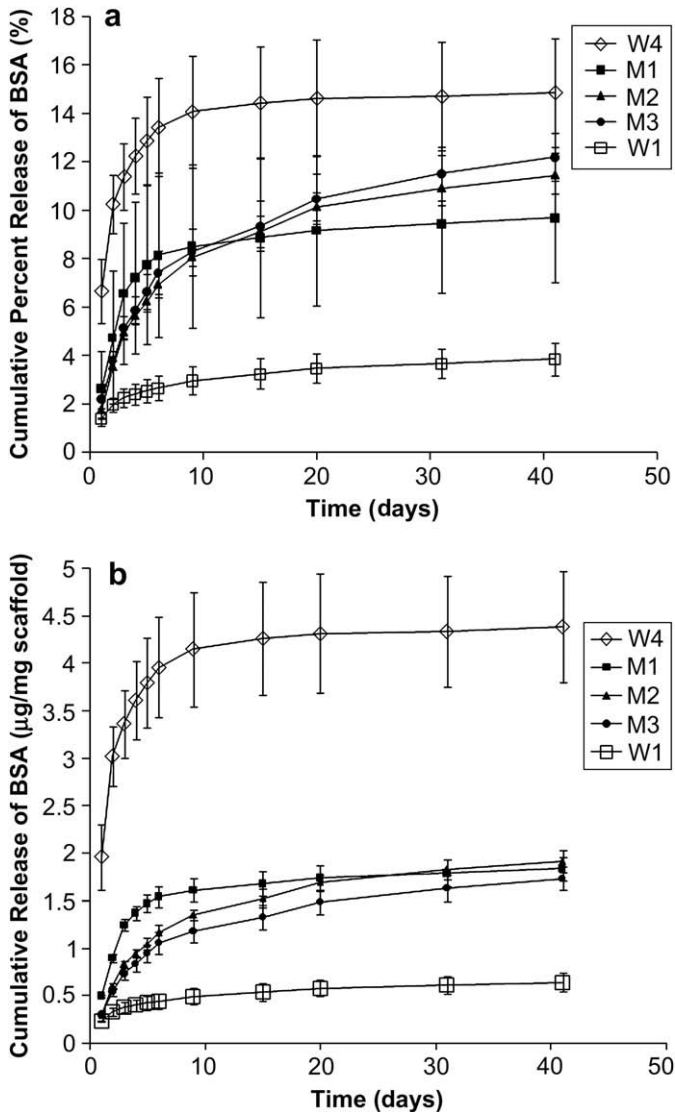 a
Cumulative Percent Release of BSA (%)
18
16
14
12
10
8
6
4
2
0
0 10 20 30 40 50
Time (days)
W4
M1
M2
M3
W1
b
Cumulative Release of BSA (µg/mg scaffold)
5
4.5
4
3.5
3
2.5
2
1.5
1
0.5
0
0 10 20 30 40 50
Time (days)
W4
M1
M2
M3
W1